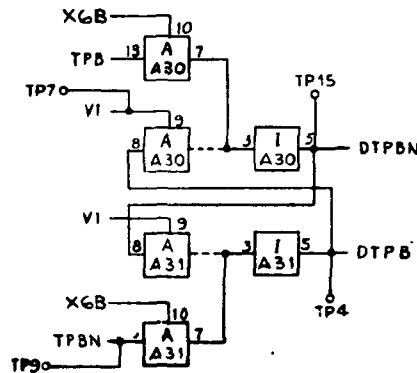 X6B
10
TPB 13 A 7
A30
TP15
TP7
V1 9
8 A 3 I 5 DTPBN
A30 A30
V1 9
8 A 3 I 5 DTPB
A31 A31
X6B
10
TPBN A 7 TP4
A31
TP9